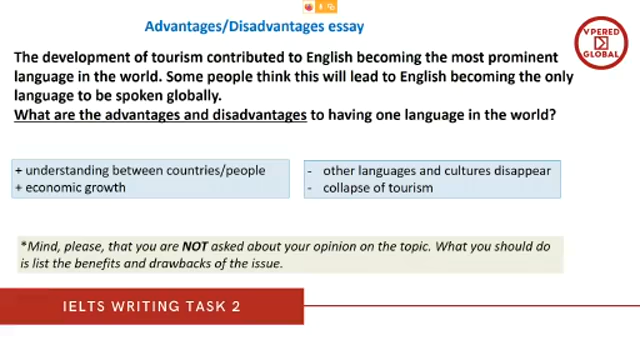 Advantages/Disadvantages essay
VPERED
GLOBAL
The development of tourism contributed to English becoming the most prominent
language in the world. Some people think this will lead to English becoming the only
language to be spoken globally.
What are the advantages and disadvantages to having one language in the world?
+ understanding between countries/people
+ economic growth
- other languages and cultures disappear
- collapse of tourism
*Mind, please, that you are NOT asked about your opinion on the topic. What you should do
is list the benefits and drawbacks of the issue.
IELTS WRITING TASK 2